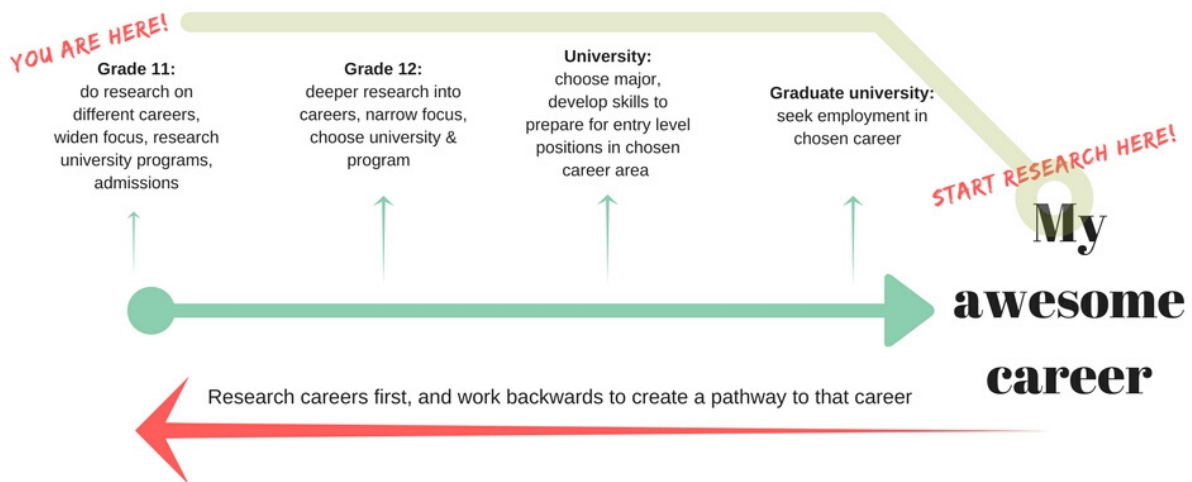 YOU ARE HERE!
Grade 11:
do research on
different careers,
widen focus, research
university programs,
admissions
Grade 12:
deeper research into
careers, narrow focus,
choose university &
program
University:
choose major,
develop skills to
prepare for entry level
positions in chosen
career area
Graduate university:
seek employment in
chosen career
START RESEARCH HERE!
My
awesome
career
Research careers first, and work backwards to create a pathway to that career